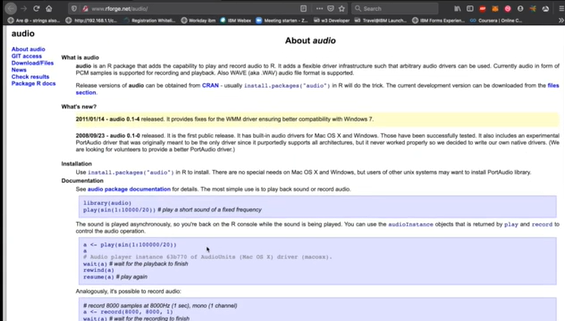 www.rforge.net/audio/
Search
Are @ - strings also...
http://192.168.1.1/c...
Registration Whitelist...
Workday ibm
IBM Webex
Meeting starter - Z...
w3 Developer
Travel@IBM Launch...
IBM Forms Experien...
Coursera | Online C...
audio
About audio
GIT access
Download/Files
News
Check results
Package R docs
About audio
What is audio
audio is an R package that adds the capability to play and record audio to R. It adds a flexible driver infrastructure such that arbitrary audio drivers can be used. Currently audio in form of
PCM samples is supported for recording and playback. Also WAVE (aka .WAV) audio file format is supported.
Release versions of audio can be obtained from CRAN - usually install.packages("audio") in R will do the trick. The current development version can be downloaded from the files
section.
What's new?
2011/01/14 - audio 0.1-4 released. It provides fixes for the WMM driver ensuring better compatibility with Windows 7.
2008/09/23 - audio 0.1-0 released. It is the first public release. It has built-in audio drivers for Mac OS X and Windows. Those have been successfully tested. It also includes an experimental
PortAudio driver that was originally meant to be the only driver since it purportedly supports all architectures, but it never worked properly so we decided to write our own native drivers. (We
are looking for volunteers to provide a better PortAudio driver.)
Installation
Use install.packages("audio") in R to install. There are no special needs on Mac OS X and Windows, but users of other unix systems may want to install PortAudio library.
Documentation
See audio package documentation for details. The most simple use is to play back sound or record audio.
library(audio)
play(sin(1:10000/20)) # play a short sound of a fixed frequency
The sound is played asynchronously, so you're back on the R console while the sound is being played. You can use the audioInstance objects that is returned by play and record to
control the audio operation.
a <- play(sin(1:100000/20))
a
# Audio player instance 63b770 of AudioUnits (Mac OS X) driver (macosx).
wait(a) # wait for the playback to finish
rewind(a)
resume(a) # play again
Analogously, it's possible to record audio:
# record 8000 samples at 8000Hz (1 sec), mono (1 channel)
a <- record(8000, 8000, 1)
wait(a) # wait for the recording to finish